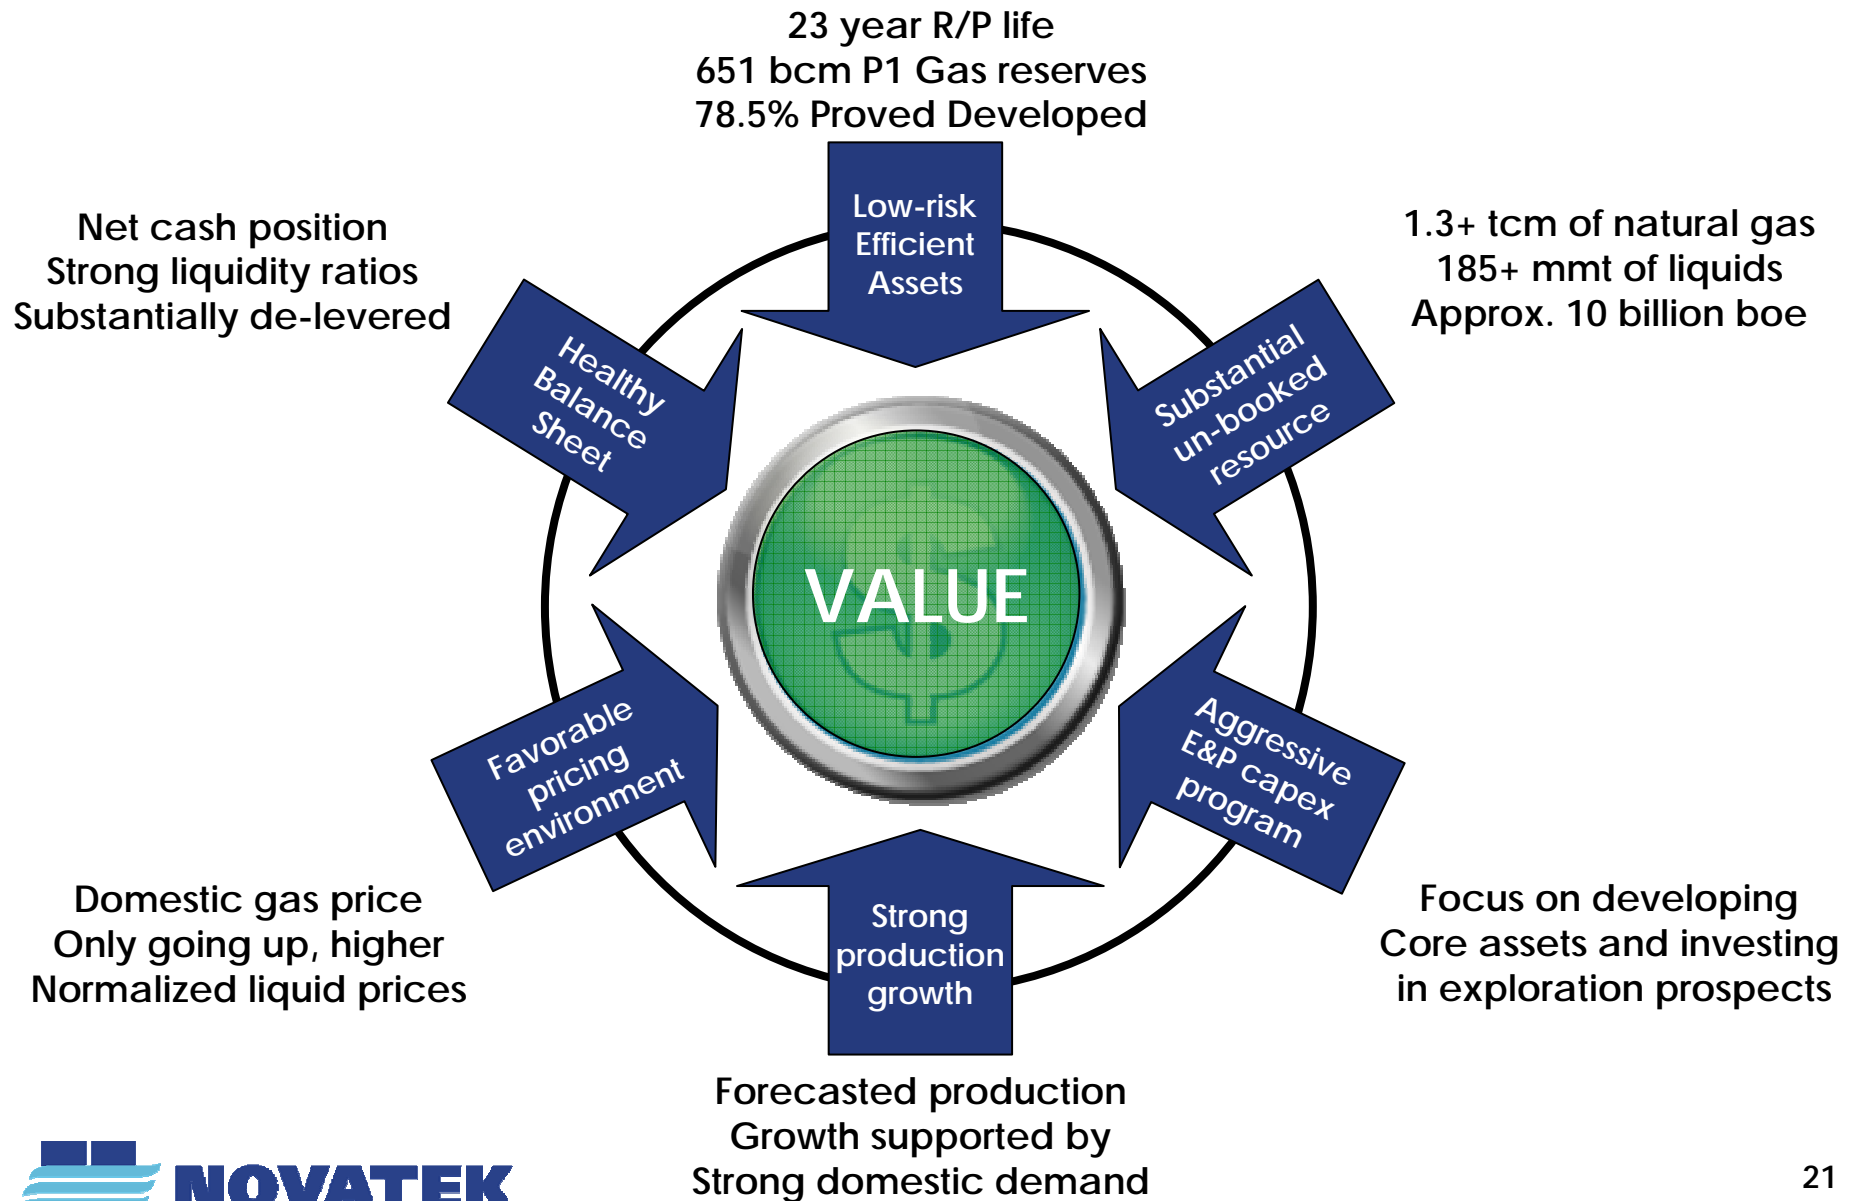 23 year R/P life
651 bcm P1 Gas reserves
78.5% Proved Developed
Low-risk
Efficient
Assets
Net cash position
Strong liquidity ratios
Substantially de-levered
Healthy
Balance
Sheet
1.3+ tcm of natural gas
185+ mmt of liquids
Approx. 10 billion boe
Substantial
un-booked
resource
VALUE
Favorable
pricing
environment
Domestic gas price
Only going up, higher
Normalized liquid prices
Aggressive
E&P capex
program
Focus on developing
Core assets and investing
in exploration prospects
Strong
production
growth
Forecasted production
Growth supported by
Strong domestic demand
NOVATEK
21